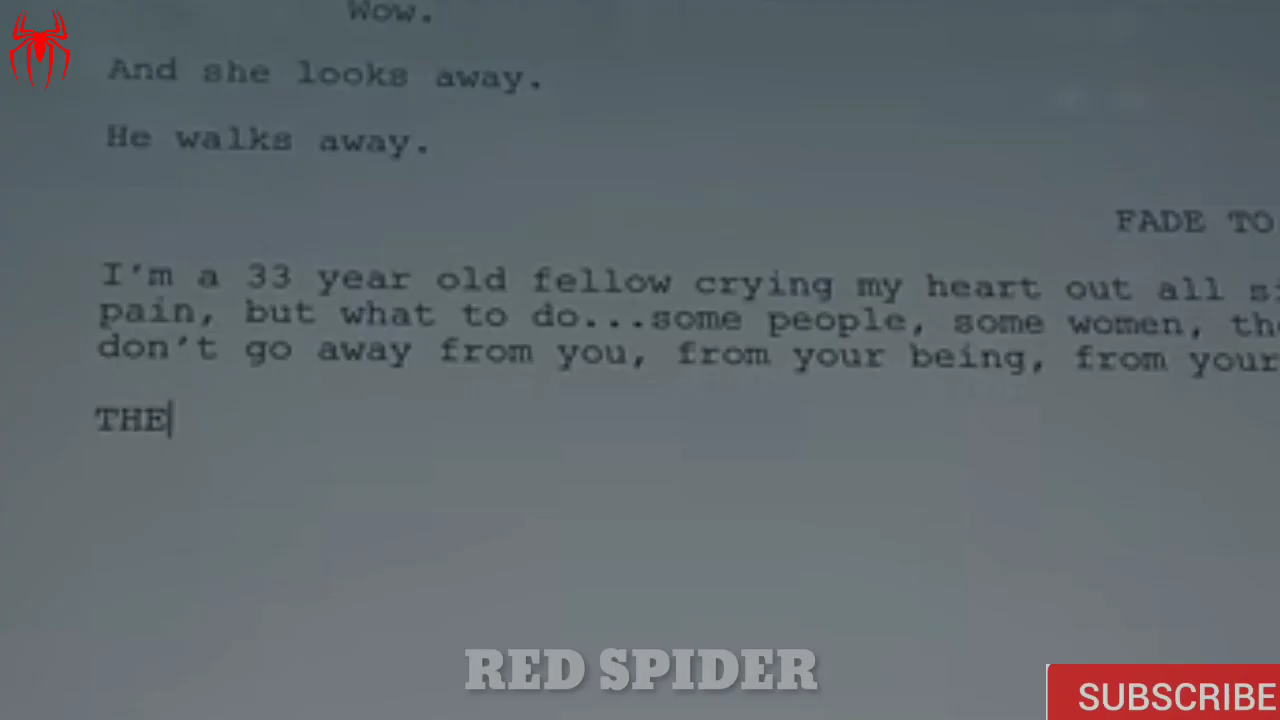 Wow.
And she looks away.
He walks away.
FADE TO
I'm a 33 year old fellow crying my heart out all
pain, but what to do...some people, some women,
don't go away from you, from your being, from your
THE
RED SPIDER
SUBSCRIBE